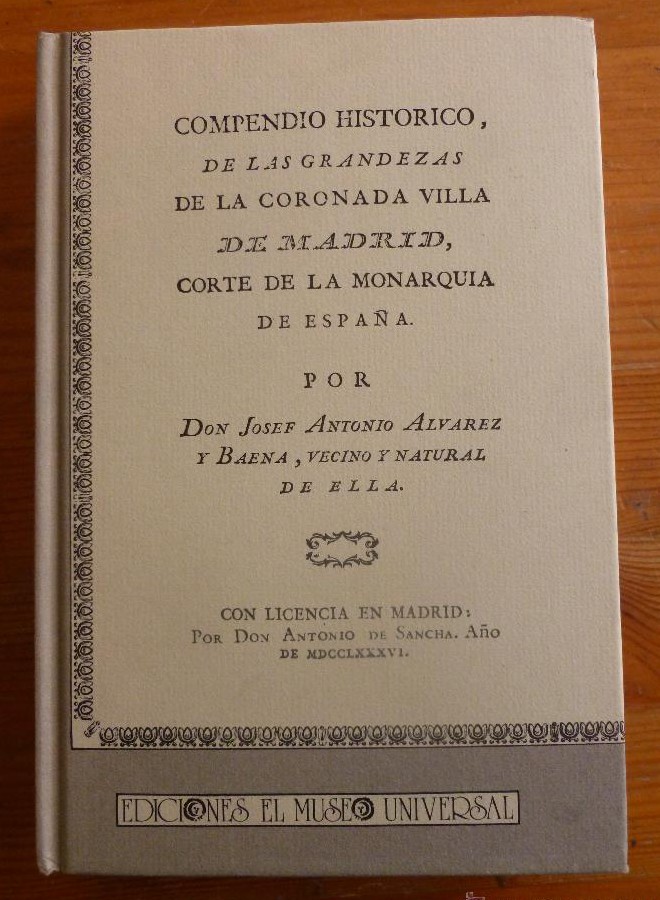 COMPENDIO HISTORICO,
DE LAS GRANDEZAS
DE LA CORONADA VILLA
DE MADRID,
CORTE DE LA MONARQUIA
DE ESPAÑA.
POR
DON JOSEF ANTONIO ALVAREZ
Y BAENA, VECINO Y NATURAL
DE ELLA.
CON LICENCIA EN MADRID:
POR DON ANTONIO DE SANCHA. Año
DE MDCCLXXXVI.
EDICIONES EL MUSEO UNIVERSAL